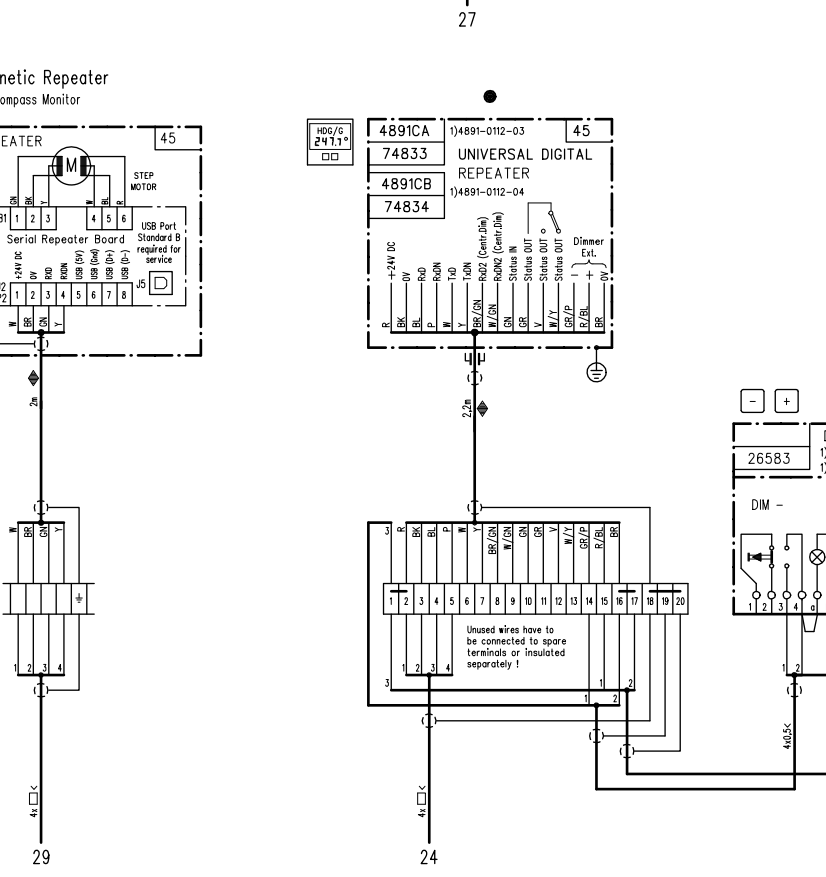 27
netic Repeater
ompass Monitor
EATER
45
M
STEP
MOTOR
GN BK Y W BL R
1 2 3 4 5 6
Serial Repeater Board
USB Port
Standard B
required for
service
+24V DC
0V
RXD
RXDN
USB (5V)
USB (Gnd)
USB (D+)
USB (D-)
J5
1 2 3 4 5 6 7 8
W BR GN Y
2m
W BR GN Y
1 2 3 4
4x <
29
HDG/G
247.1°
4891CA
1)4891-0112-03
45
74833
UNIVERSAL DIGITAL
REPEATER
4891CB
1)4891-0112-04
74834
+24V DC
0V
RxD
RxDN
TxD
TxDN
RxD2 (Centr.Dim)
RxDN2 (Centr.Dim)
Status IN
Status OUT
Status OUT
Status OUT
Dimmer
Ext.
- + 0V
R BK BL P W Y BR/GN W/GN GN GR V W/Y GR/P R/BL BR
2,2m
3 R BK BL P W Y BR/GN W/GN GN GR V W/Y GR/P R/BL BR
1 2 3 4 5 6 7 8 9 10 11 12 13 14 15 16 17 18 19 20
Unused wires have to
be connected to spare
terminals or insulated
separately !
1 2 3 4
3 1 2
1 2
4x <
24
- +
26583
1)
1)
DIM -
1 2 3 4 a
1 2
4x0,5<